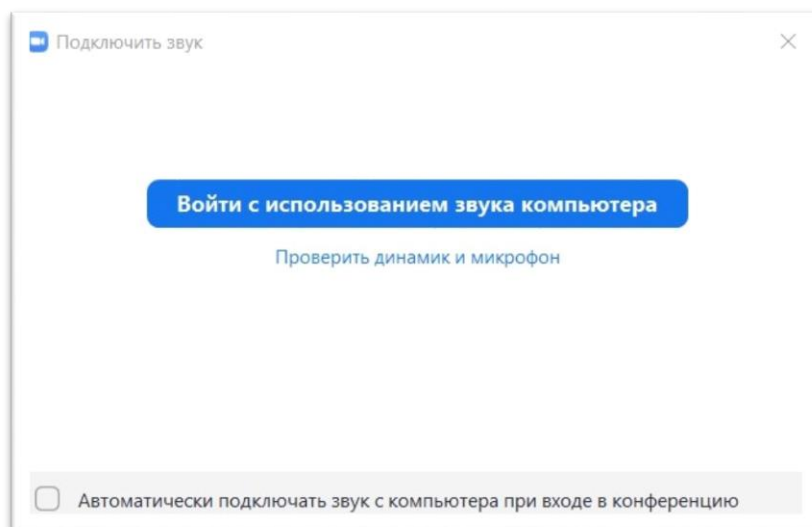 Подключить звук
Войти с использованием звука компьютера
Проверить динамик и микрофон
Автоматически подключать звук с компьютера при входе в конференцию